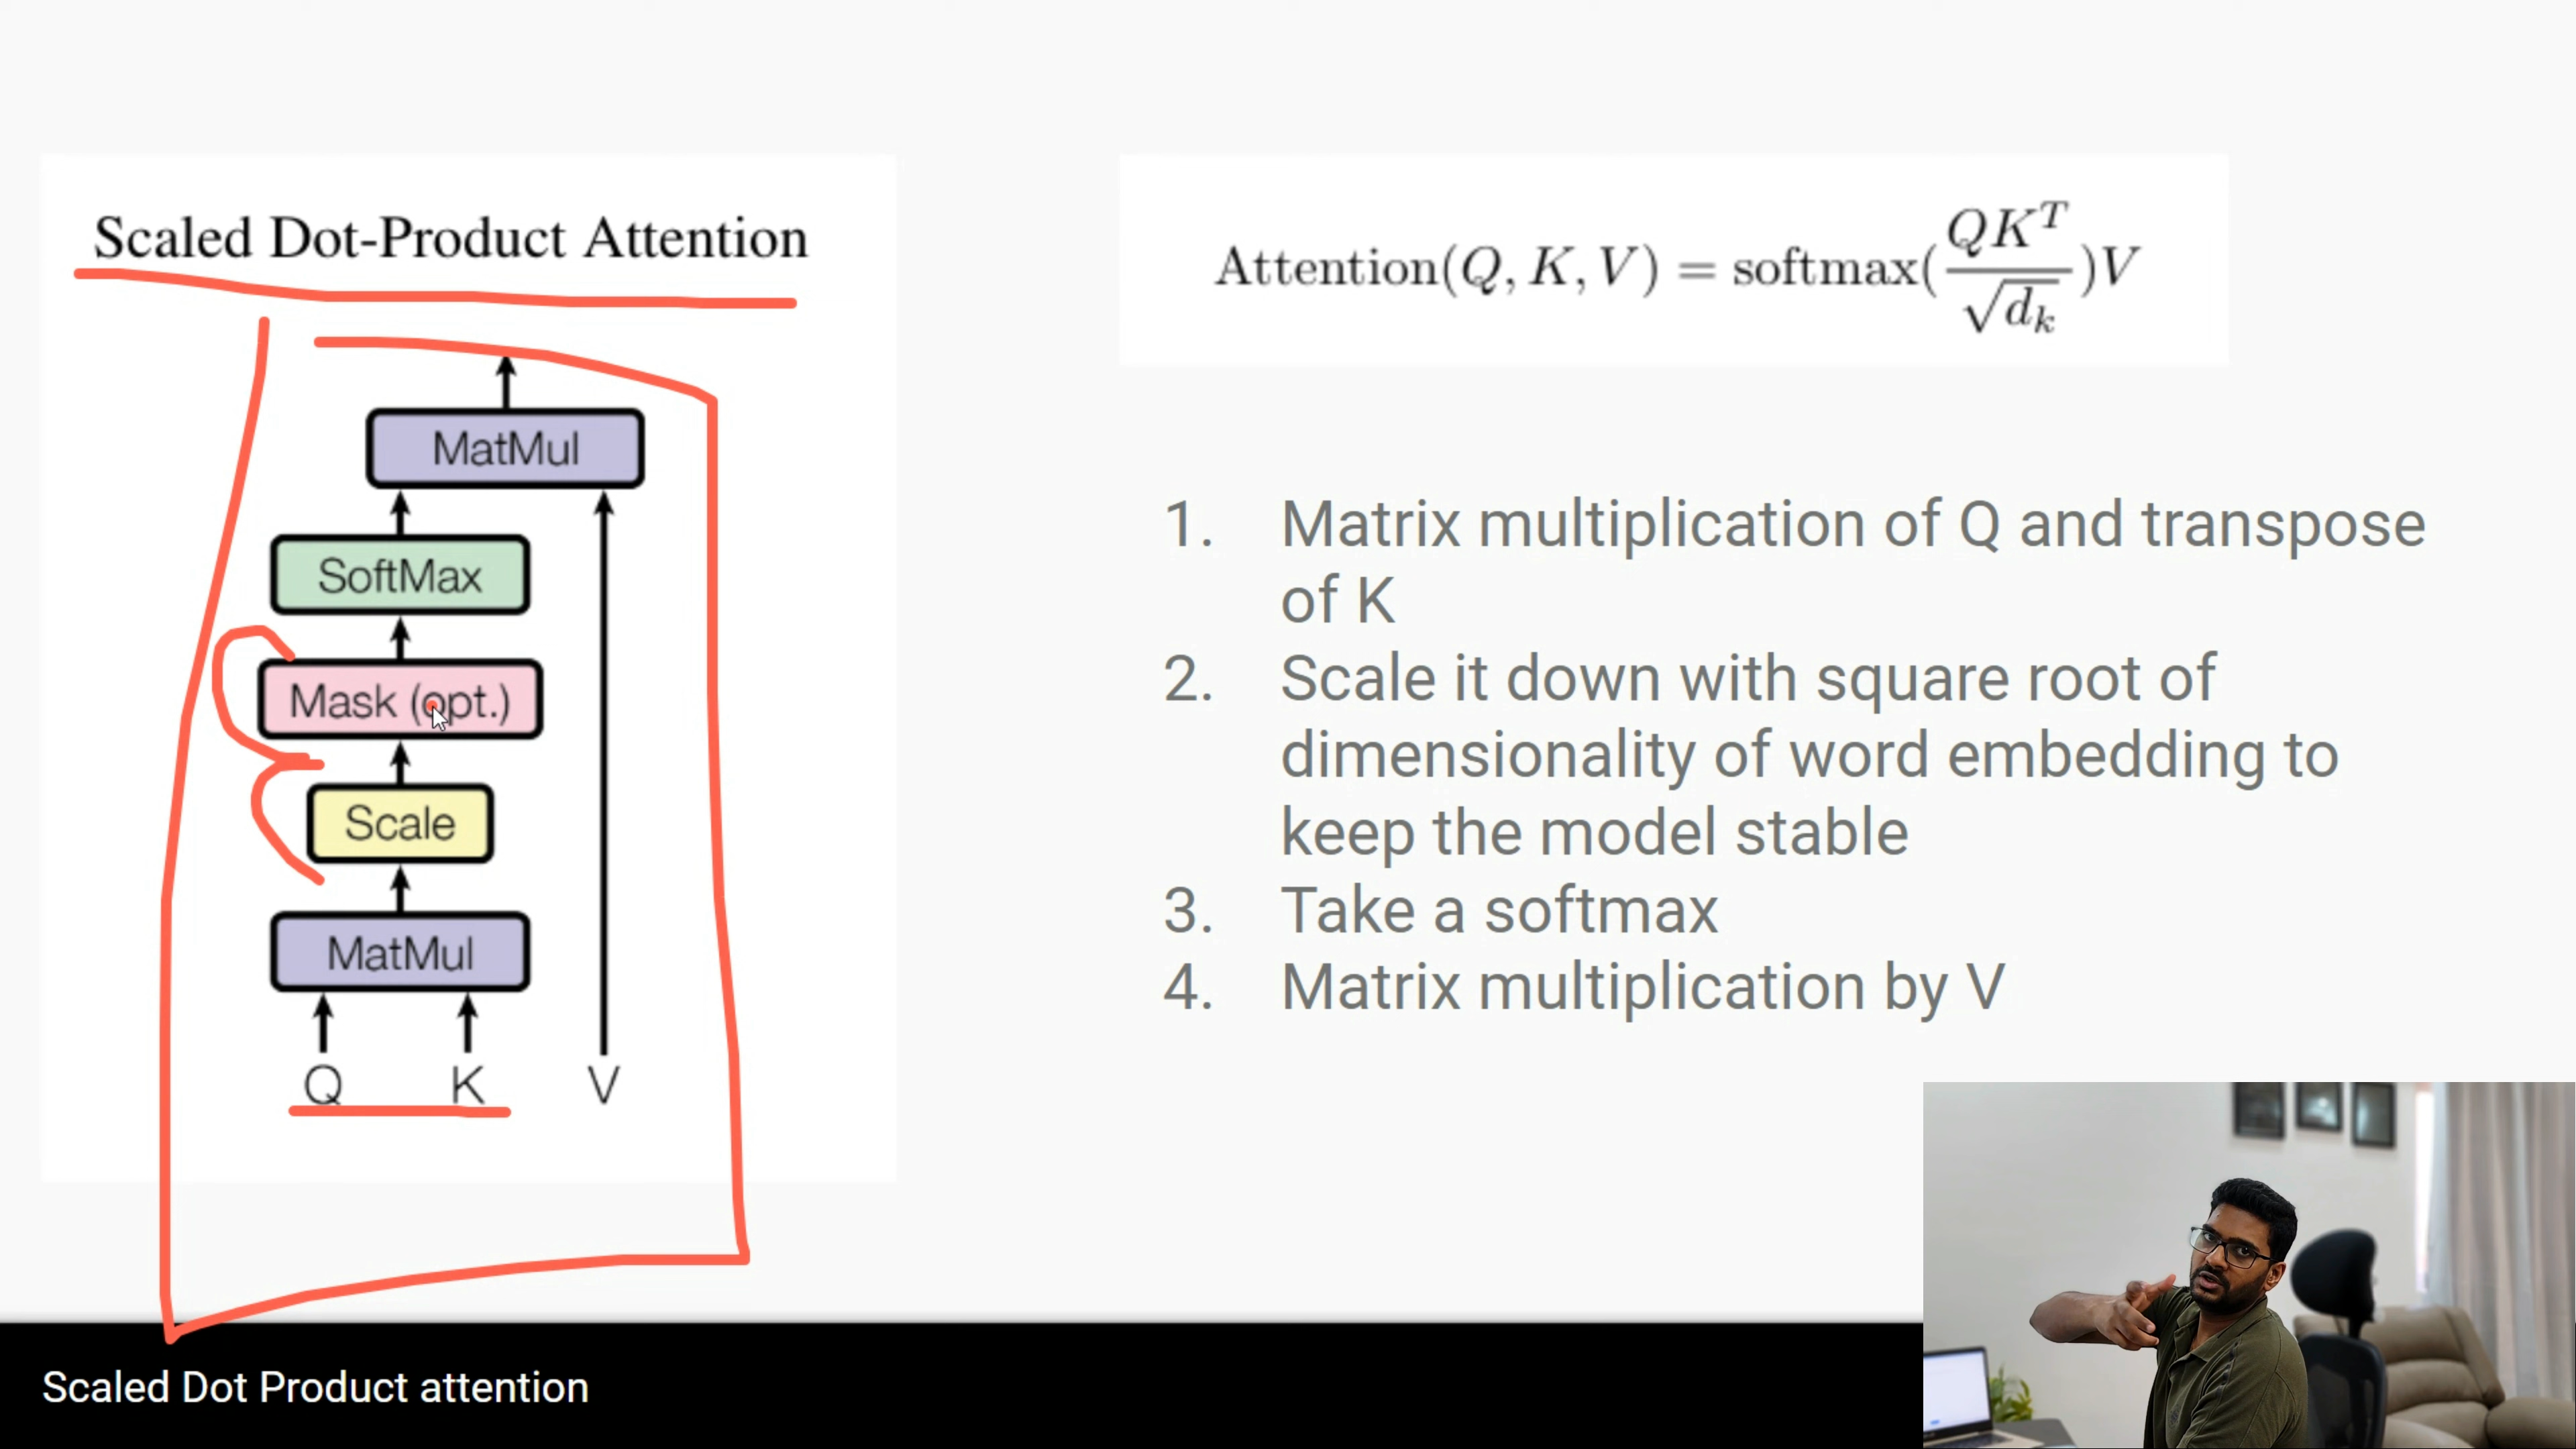 Scaled Dot-Product Attention
MatMul
SoftMax
Mask (opt.)
Scale
MatMul
Q K V
Attention(Q, K, V) = softmax(QK^T/√d_k)V
1. Matrix multiplication of Q and transpose
of K
2. Scale it down with square root of
dimensionality of word embedding to
keep the model stable
3. Take a softmax
4. Matrix multiplication by V
Scaled Dot Product attention